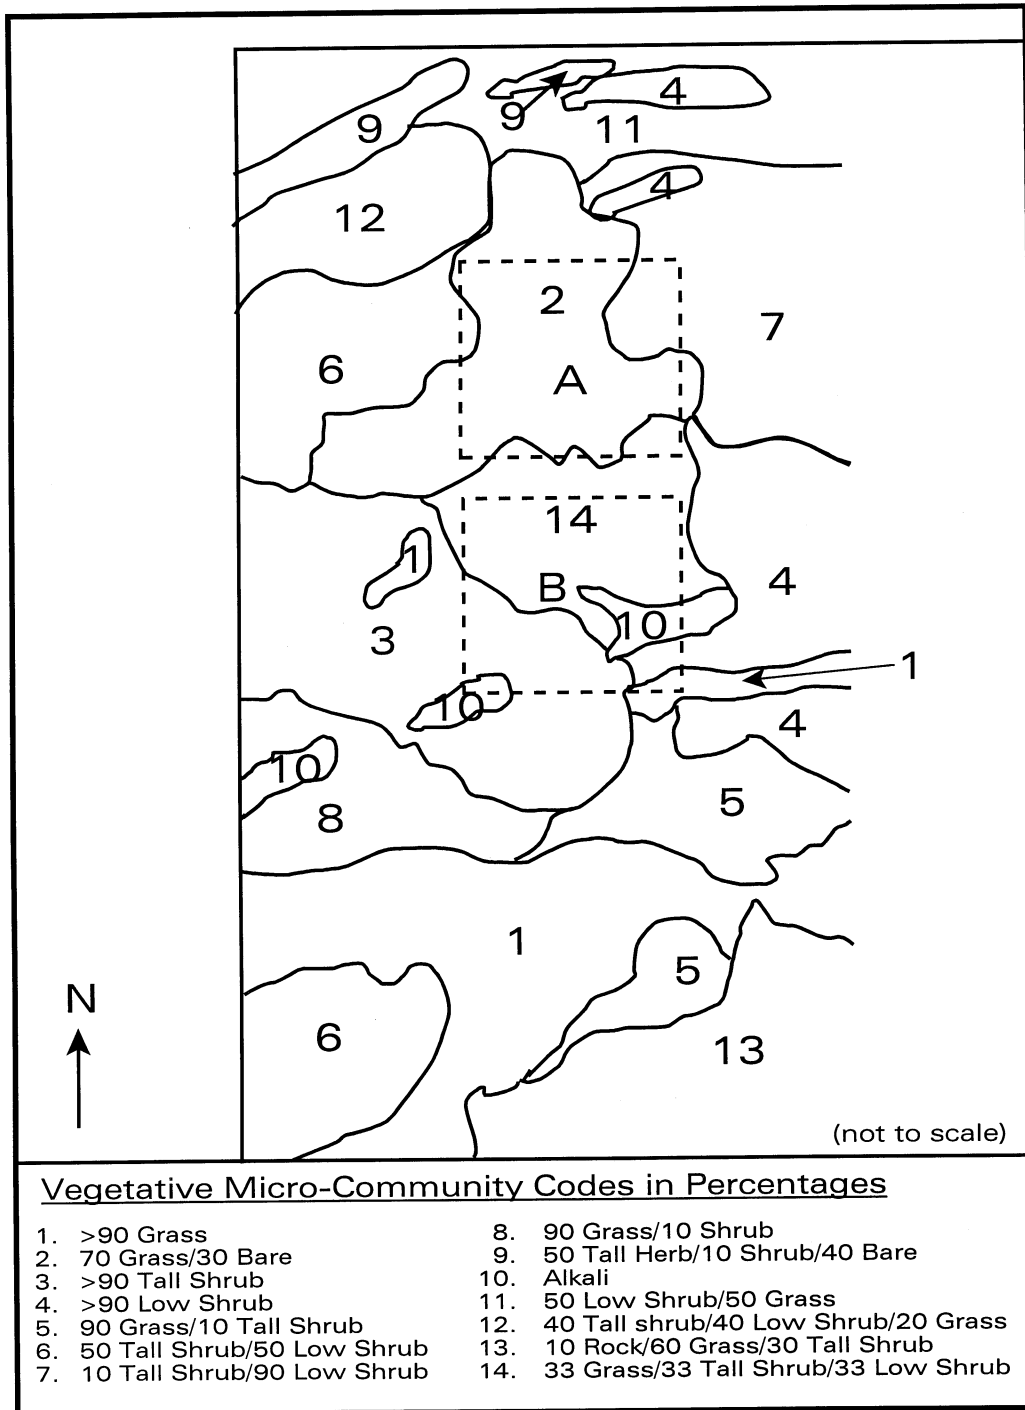 9
4
9
11
4
12
2
7
6
A
14
1
B
4
10
3
1
10
4
10
5
8
1
5
N
6
13
(not to scale)
Vegetative Micro-Community Codes in Percentages
1. >90 Grass
2. 70 Grass/30 Bare
3. >90 Tall Shrub
4. >90 Low Shrub
5. 90 Grass/10 Tall Shrub
6. 50 Tall Shrub/50 Low Shrub
7. 10 Tall Shrub/90 Low Shrub
8. 90 Grass/10 Shrub
9. 50 Tall Herb/10 Shrub/40 Bare
10. Alkali
11. 50 Low Shrub/50 Grass
12. 40 Tall shrub/40 Low Shrub/20 Grass
13. 10 Rock/60 Grass/30 Tall Shrub
14. 33 Grass/33 Tall Shrub/33 Low Shrub